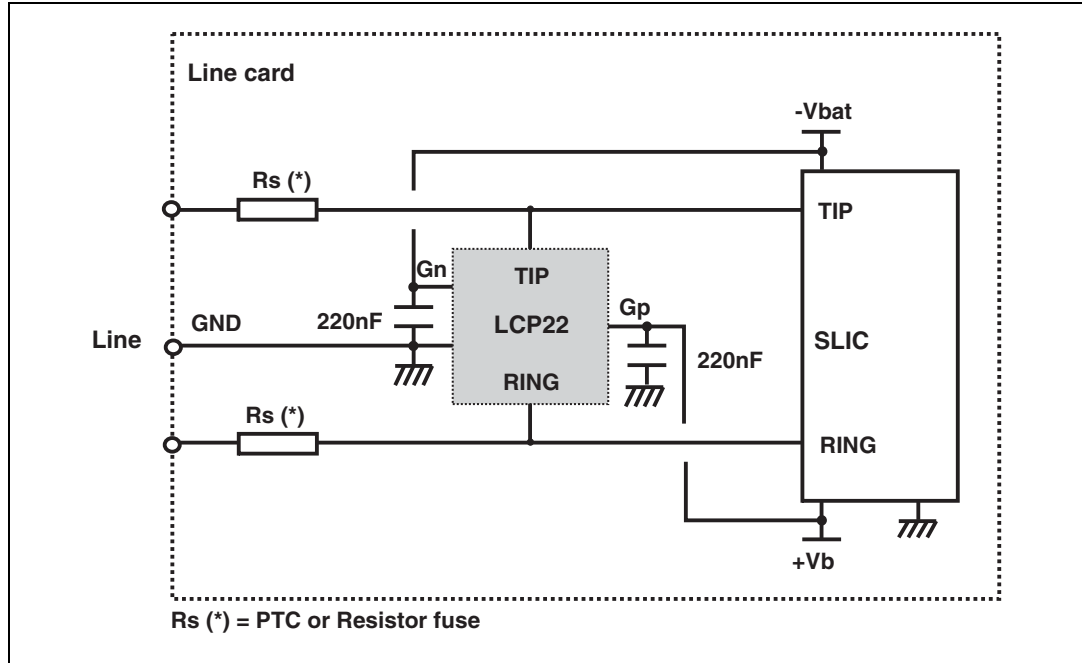 Line card
-Vbat
Rs (*)
TIP
Gn
TIP
Gp
220nF
LCP22
GND
Line
SLIC
220nF
RING
Rs (*)
RING
+Vb
Rs (*) = PTC or Resistor fuse